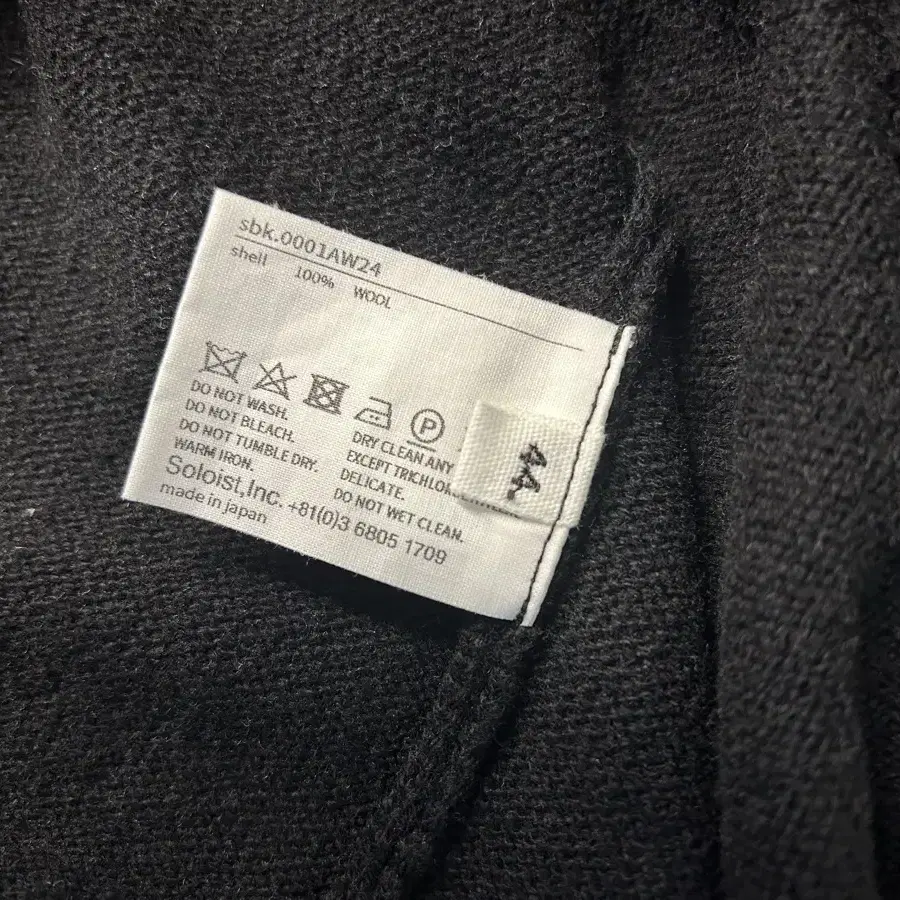 sbk.0001AW24
shell 100% WOOL
DO NOT WASH.
DO NOT BLEACH.
DO NOT TUMBLE DRY.
WARM IRON.
DRY CLEAN ANY
EXCEPT
DELICATE.
DO NOT WET CLEAN.
Soloist,Inc. +81(0)3 6805 1709
made in japan
P
44.